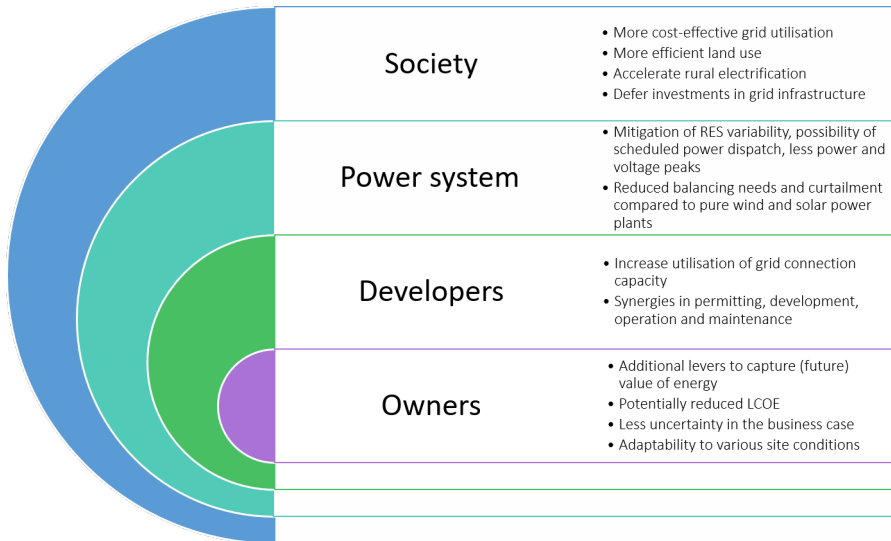 Society
• More cost-effective grid utilisation
• More efficient land use
• Accelerate rural electrification
• Defer investments in grid infrastructure
Power system
• Mitigation of RES variability, possibility of
scheduled power dispatch, less power and
voltage peaks
• Reduced balancing needs and curtailment
compared to pure wind and solar power
plants
Developers
• Increase utilisation of grid connection
capacity
• Synergies in permitting, development,
operation and maintenance
Owners
• Additional levers to capture (future)
value of energy
• Potentially reduced LCOE
• Less uncertainty in the business case
• Adaptability to various site conditions